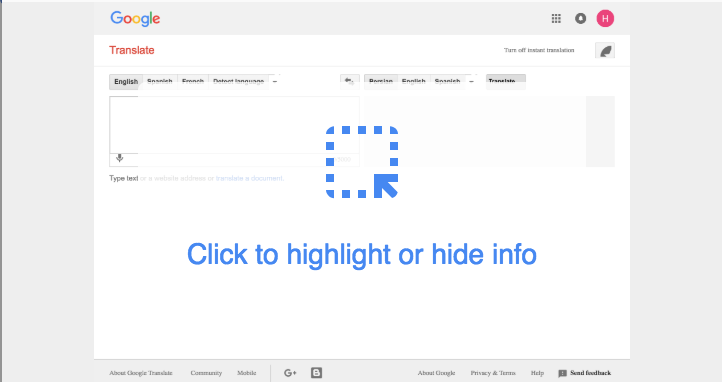 Google
H
Translate
Turn off instant translation
English Spanish French Detect language
Persian English Spanish Translate
Type text or a website address or translate a document.
Click to highlight or hide info
About Google Translate Community Mobile G+ B About Google Privacy & Terms Help Send feedback